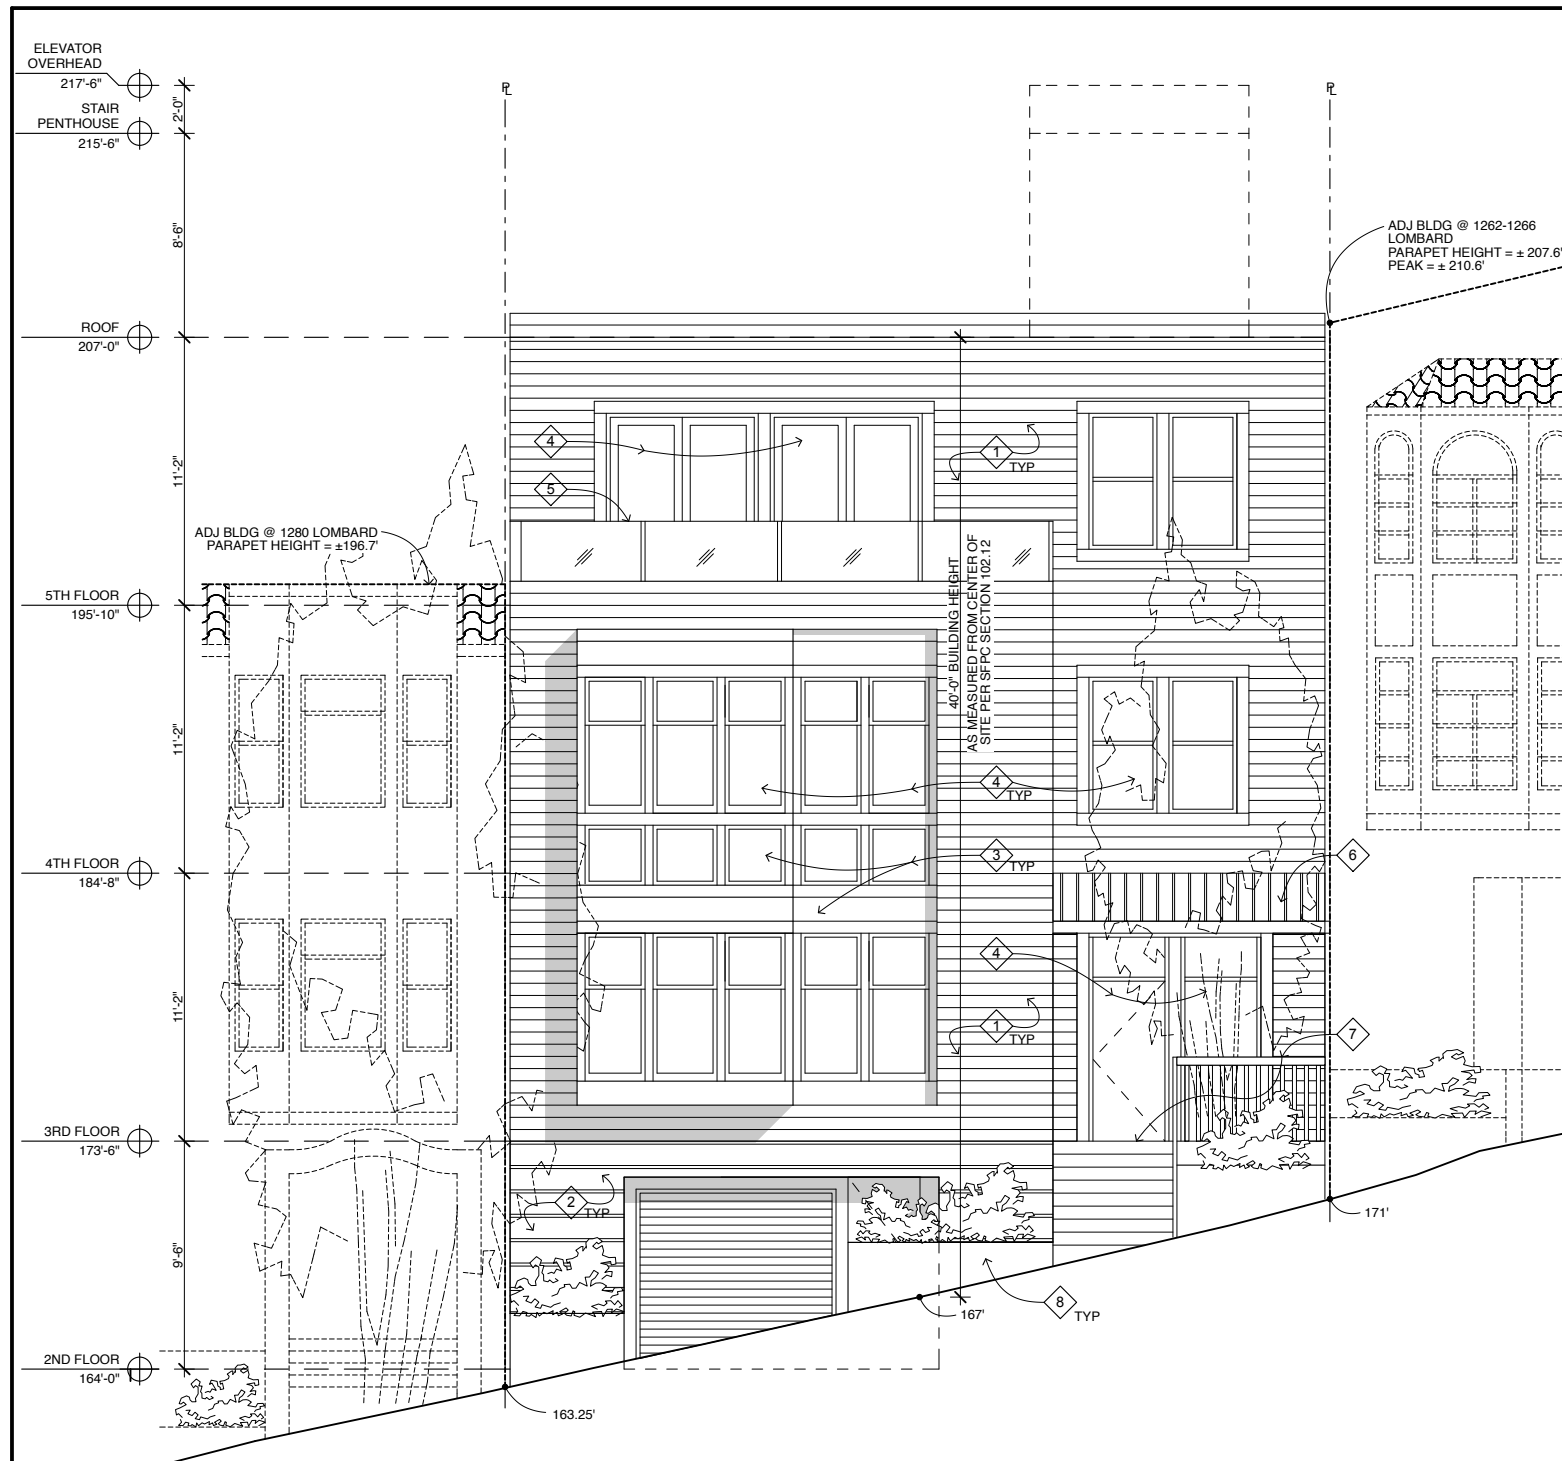 ELEVATOR
OVERHEAD
217'-6"
2'-0"
STAIR
PENTHOUSE
215'-6"
8'-6"
ROOF
207'-0"
11'-2"
5TH FLOOR
195'-10"
11'-2"
4TH FLOOR
184'-8"
11'-2"
3RD FLOOR
173'-6"
9'-6"
2ND FLOOR
164'-0"
PL
PL
ADJ BLDG @ 1262-1266
LOMBARD
PARAPET HEIGHT = ± 207.6'
PEAK = ± 210.6'
ADJ BLDG @ 1280 LOMBARD
PARAPET HEIGHT = ±196.7'
4
5
1
TYP
40'-0" BUILDING HEIGHT
AS MEASURED FROM CENTER OF
SITE PER SFPC SECTION 102.12
4
TYP
3
TYP
6
4
1
TYP
7
2
TYP
8
TYP
171'
167'
163.25'